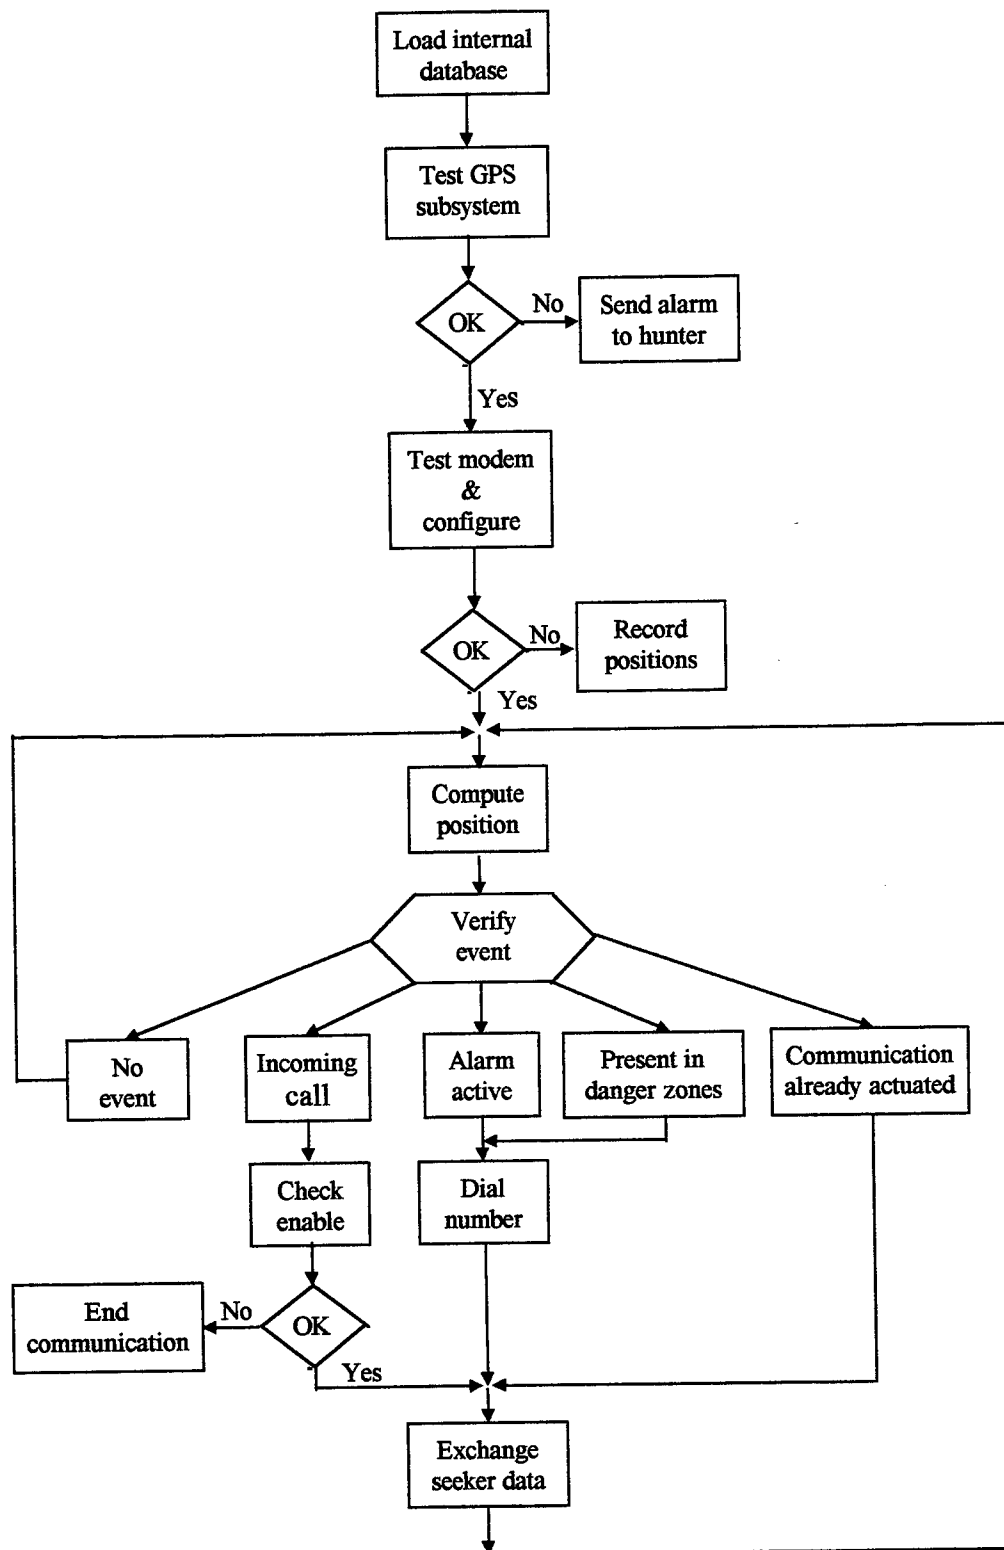 Load internal
database
Test GPS
subsystem
OK
No
Send alarm
to hunter
Yes
Test modem
&
configure
OK
No
Record
positions
Yes
Compute
position
Verify
event
No
event
Incoming
call
Alarm
active
Present in
danger zones
Communication
already actuated
Check
enable
Dial
number
End
communication
No
OK
Yes
Exchange
seeker data